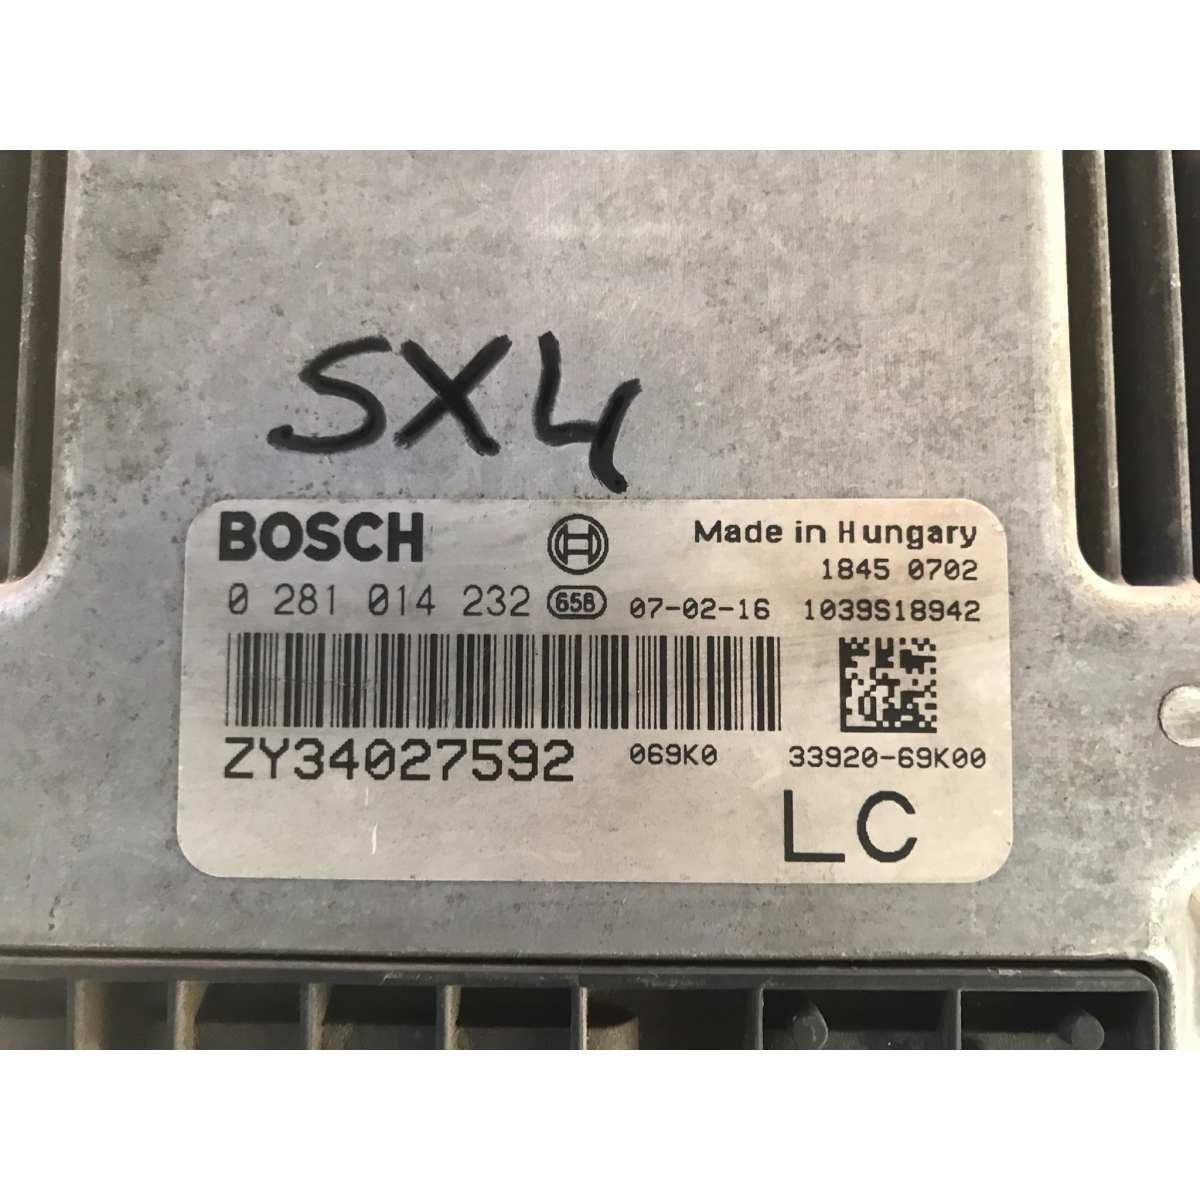 SX4
BOSCH Made in Hungary
1845 0702
0 281 014 232 658 07-02-16 1039S18942
ZY34027592 069K0 33920-69K00
LC